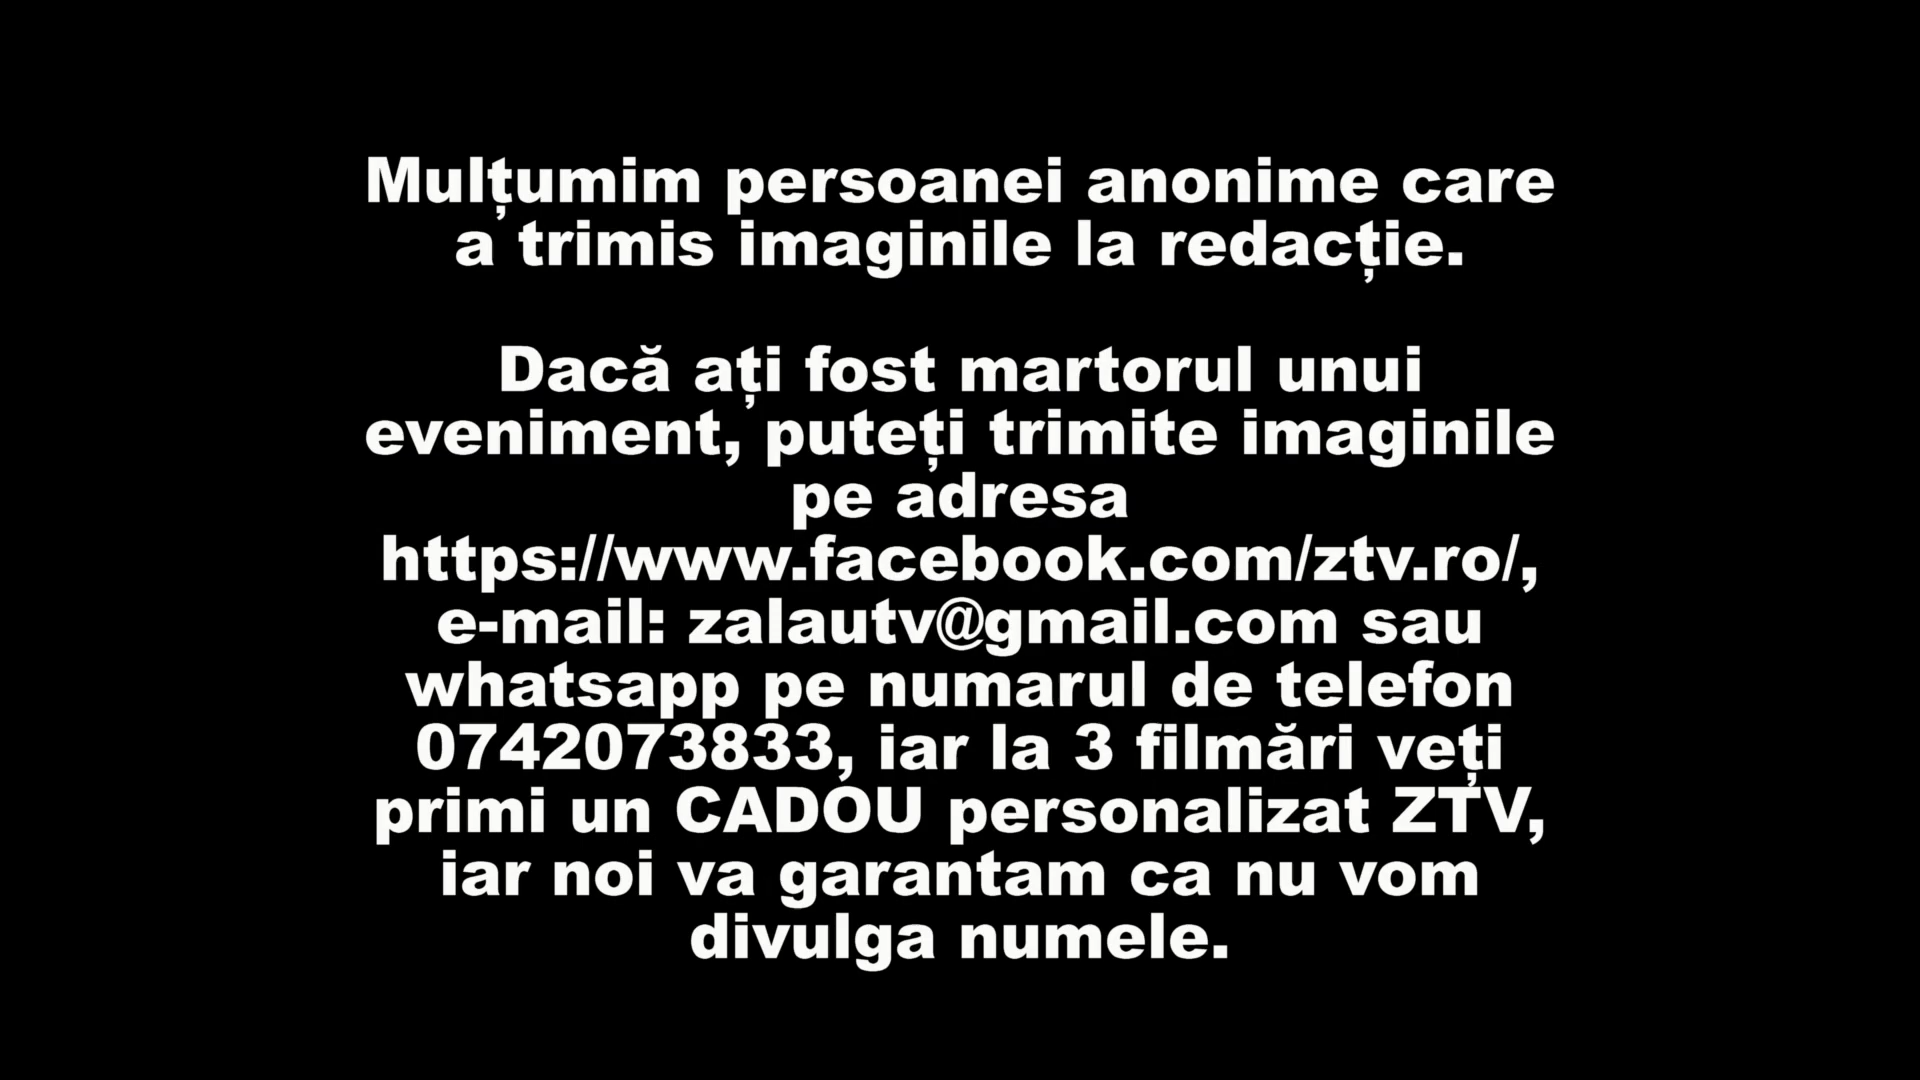 Mulțumim persoanei anonime care
a trimis imaginile la redacție.
Dacă ați fost martorul unui
eveniment, puteți trimite imaginile
pe adresa
https://www.facebook.com/ztv.ro/,
e-mail: zalautv@gmail.com sau
whatsapp pe numarul de telefon
0742073833, iar la 3 filmări veți
primi un CADOU personalizat ZTV,
iar noi va garantam ca nu vom
divulga numele.